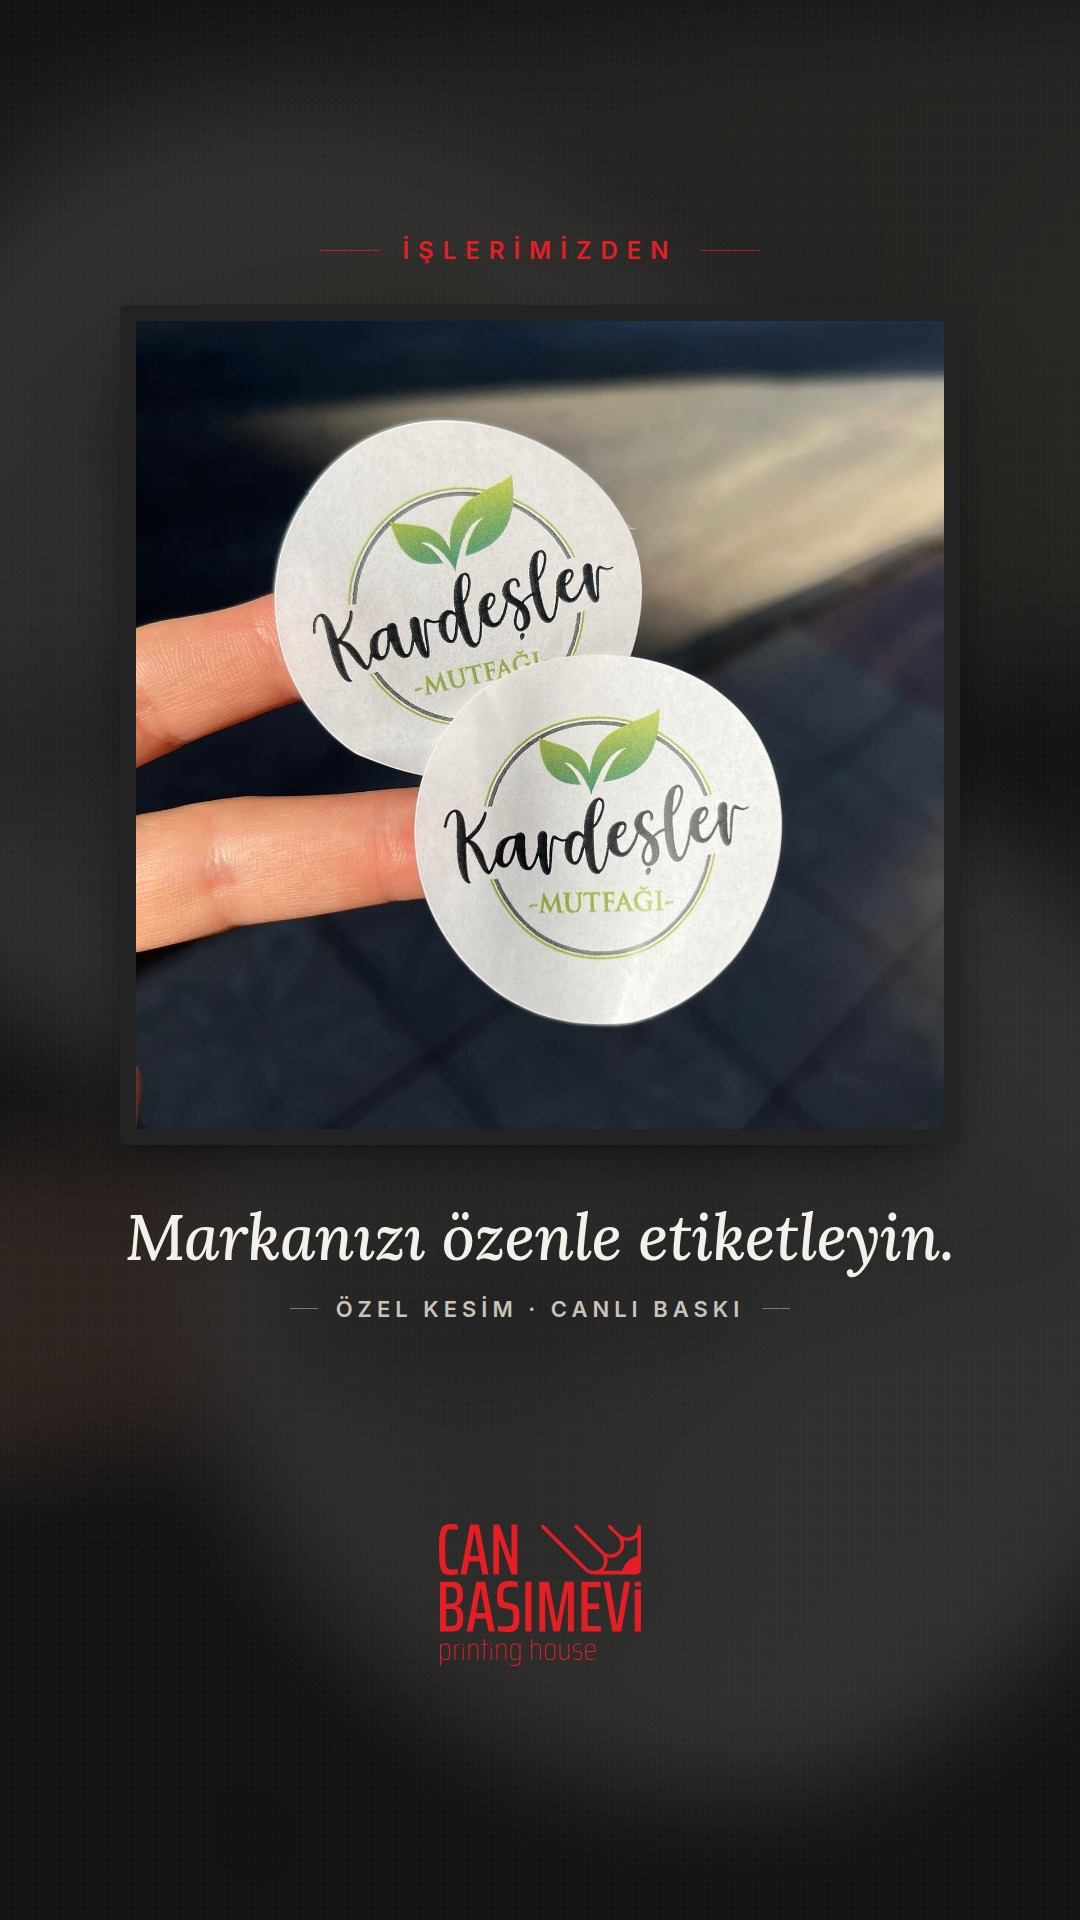 İŞLERİMİZDEN
Kardeşler
-MUTFAĞI-
Kardeşler
-MUTFAĞI-
Markanızı özenle etiketleyin.
ÖZEL KESİM · CANLI BASKI
CAN
BASIMEVİ
printing house